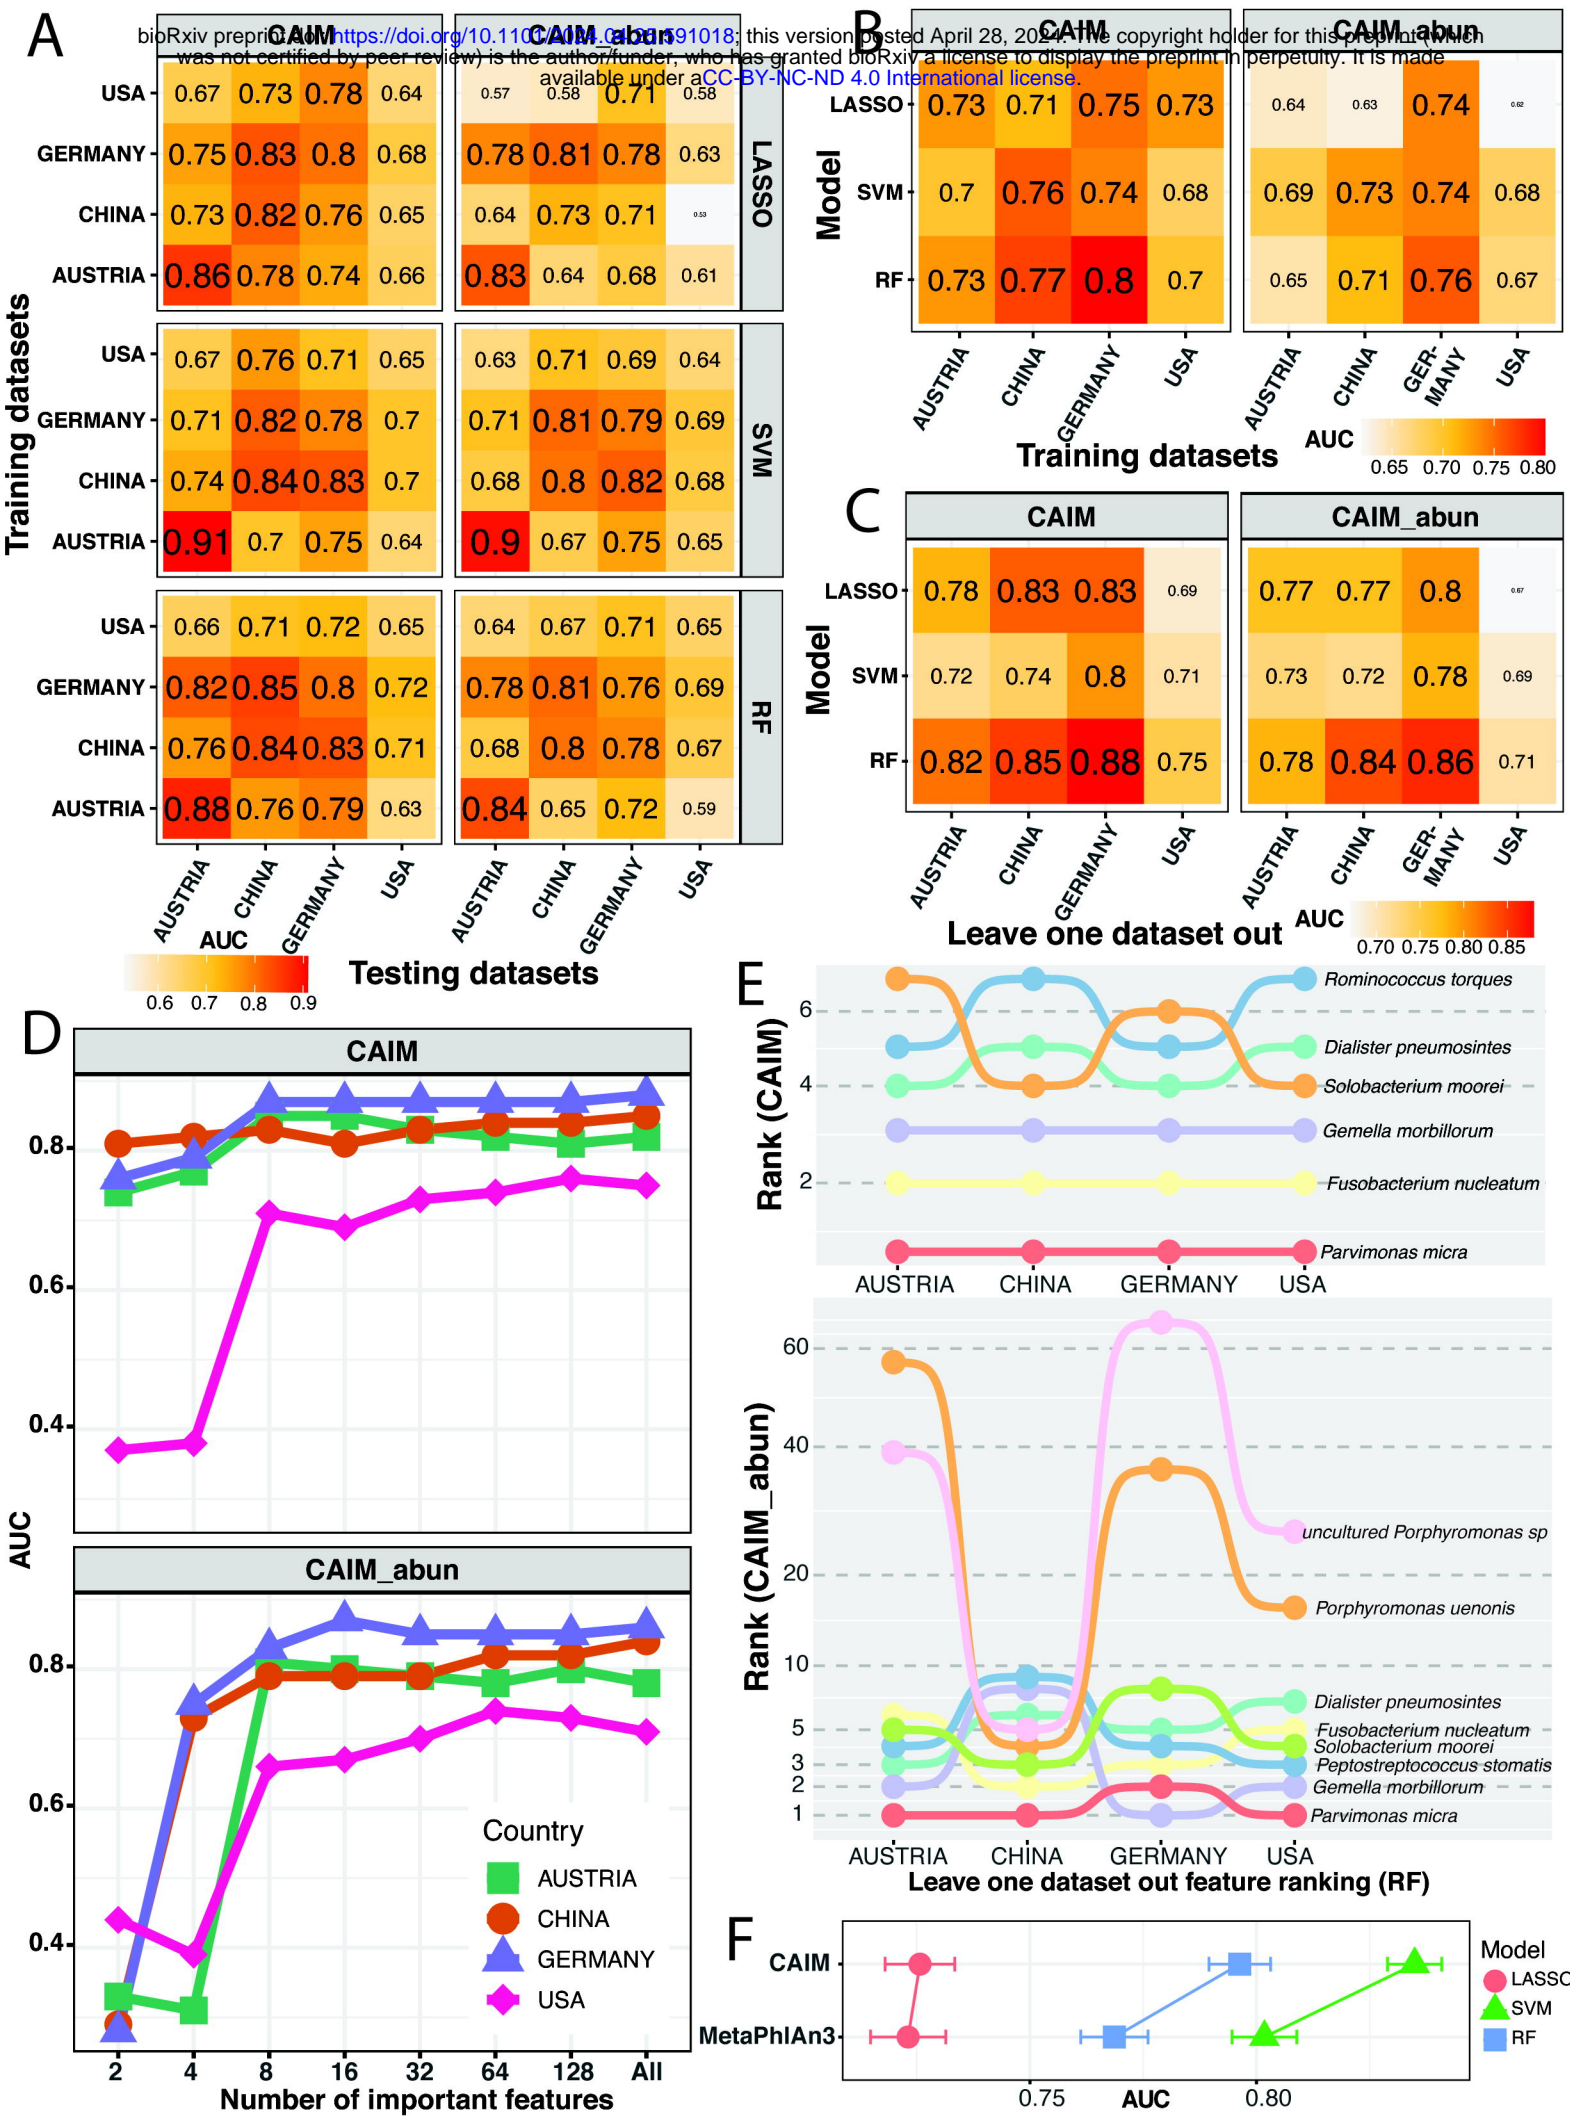 A
B
bioRxiv preprint doi: https://doi.org/10.1101/2024.04.25.591018; this version posted April 28, 2024. The copyright holder for this preprint (which
was not certified by peer review) is the author/funder, who has granted bioRxiv a license to display the preprint in perpetuity. It is made
available under aCC-BY-NC-ND 4.0 International license.
CAIM CAIM_abun
Training datasets
USA 0.67 0.73 0.78 0.64 0.57 0.58 0.71 0.58
GERMANY 0.75 0.83 0.8 0.68 0.78 0.81 0.78 0.63
CHINA 0.73 0.82 0.76 0.65 0.64 0.73 0.71 0.53
AUSTRIA 0.86 0.78 0.74 0.66 0.83 0.64 0.68 0.61
LASSO
USA 0.67 0.76 0.71 0.65 0.63 0.71 0.69 0.64
GERMANY 0.71 0.82 0.78 0.7 0.71 0.81 0.79 0.69
CHINA 0.74 0.84 0.83 0.7 0.68 0.8 0.82 0.68
AUSTRIA 0.91 0.7 0.75 0.64 0.9 0.67 0.75 0.65
SVM
USA 0.66 0.71 0.72 0.65 0.64 0.67 0.71 0.65
GERMANY 0.82 0.85 0.8 0.72 0.78 0.81 0.76 0.69
CHINA 0.76 0.84 0.83 0.71 0.68 0.8 0.78 0.67
AUSTRIA 0.88 0.76 0.79 0.63 0.84 0.65 0.72 0.59
RF
AUSTRIA CHINA GERMANY USA AUSTRIA CHINA GERMANY USA
AUC
0.6 0.7 0.8 0.9
Testing datasets
CAIM CAIM_abun
Model
LASSO 0.73 0.71 0.75 0.73 0.64 0.63 0.74 0.62
SVM 0.7 0.76 0.74 0.68 0.69 0.73 0.74 0.68
RF 0.73 0.77 0.8 0.7 0.65 0.71 0.76 0.67
AUSTRIA CHINA GERMANY USA AUSTRIA CHINA GER-
MANY USA
Training datasets
AUC
0.65 0.70 0.75 0.80
C
CAIM CAIM_abun
Model
LASSO 0.78 0.83 0.83 0.69 0.77 0.77 0.8 0.67
SVM 0.72 0.74 0.8 0.71 0.73 0.72 0.78 0.69
RF 0.82 0.85 0.88 0.75 0.78 0.84 0.86 0.71
AUSTRIA CHINA GERMANY USA AUSTRIA CHINA GER-
MANY USA
Leave one dataset out
AUC
0.70 0.75 0.80 0.85
D
CAIM
0.8
0.6
0.4
AUC
CAIM_abun
0.8
0.6
0.4
Country
AUSTRIA
CHINA
GERMANY
USA
2 4 8 16 32 64 128 All
Number of important features
E
Rank (CAIM)
6
4
2
Rominococcus torques
Dialister pneumosintes
Solobacterium moorei
Gemella morbillorum
Fusobacterium nucleatum
Parvimonas micra
AUSTRIA CHINA GERMANY USA
Rank (CAIM_abun)
60
40
20
10
5
3
2
1
uncultured Porphyromonas sp
Porphyromonas uenonis
Dialister pneumosintes
Fusobacterium nucleatum
Solobacterium moorei
Peptostreptococcus stomatis
Gemella morbillorum
Parvimonas micra
AUSTRIA CHINA GERMANY USA
Leave one dataset out feature ranking (RF)
F
CAIM
MetaPhlAn3
0.75 AUC 0.80
Model
LASSO
SVM
RF